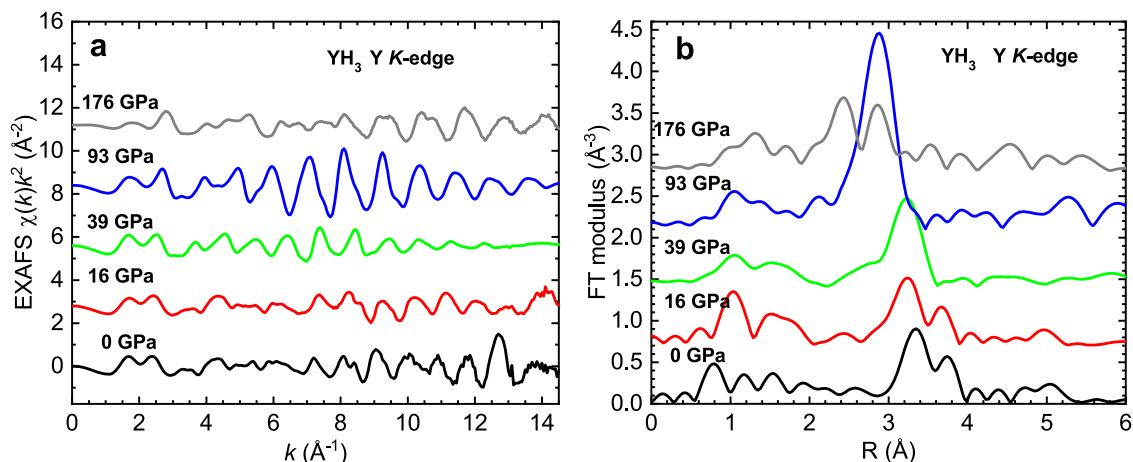 a
YH₃ Y K-edge
176 GPa
93 GPa
39 GPa
16 GPa
0 GPa
EXAFS χ(k)k² (Å⁻²)
12
10
8
6
4
2
0
0 2 4 6 8 10 12 14
k (Å⁻¹)
b
YH₃ Y K-edge
176 GPa
93 GPa
39 GPa
16 GPa
0 GPa
FT modulus (Å⁻³)
4.5
4.0
3.5
3.0
2.5
2.0
1.5
1.0
0.5
0.0
0 1 2 3 4 5 6
R (Å)